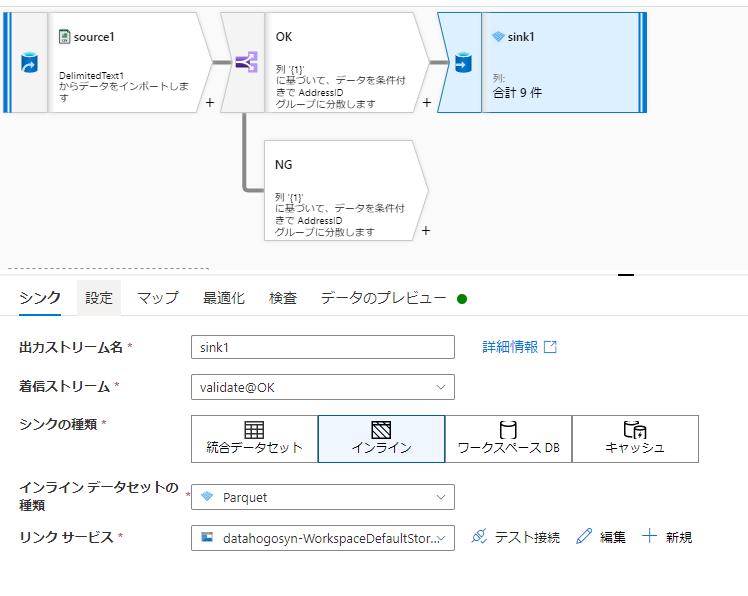 source1
DelimitedText1
からデータをインポートしま
す
+
OK
列 '{1}'
に基づいて、データを条件付
きで AddressID
グループに分散します
+
sink1
列:
合計 9 件
NG
列 '{1}'
に基づいて、データを条件付
きで AddressID
グループに分散します
+
シンク 設定 マップ 最適化 検査 データのプレビュー
出力ストリーム名 * sink1 詳細情報
着信ストリーム * validate@OK
シンクの種類 * 統合データセット インライン ワークスペース DB キャッシュ
インライン データセットの
種類 * Parquet
リンク サービス * datahogosyn-WorkspaceDefaultStor... テスト接続 編集 新規